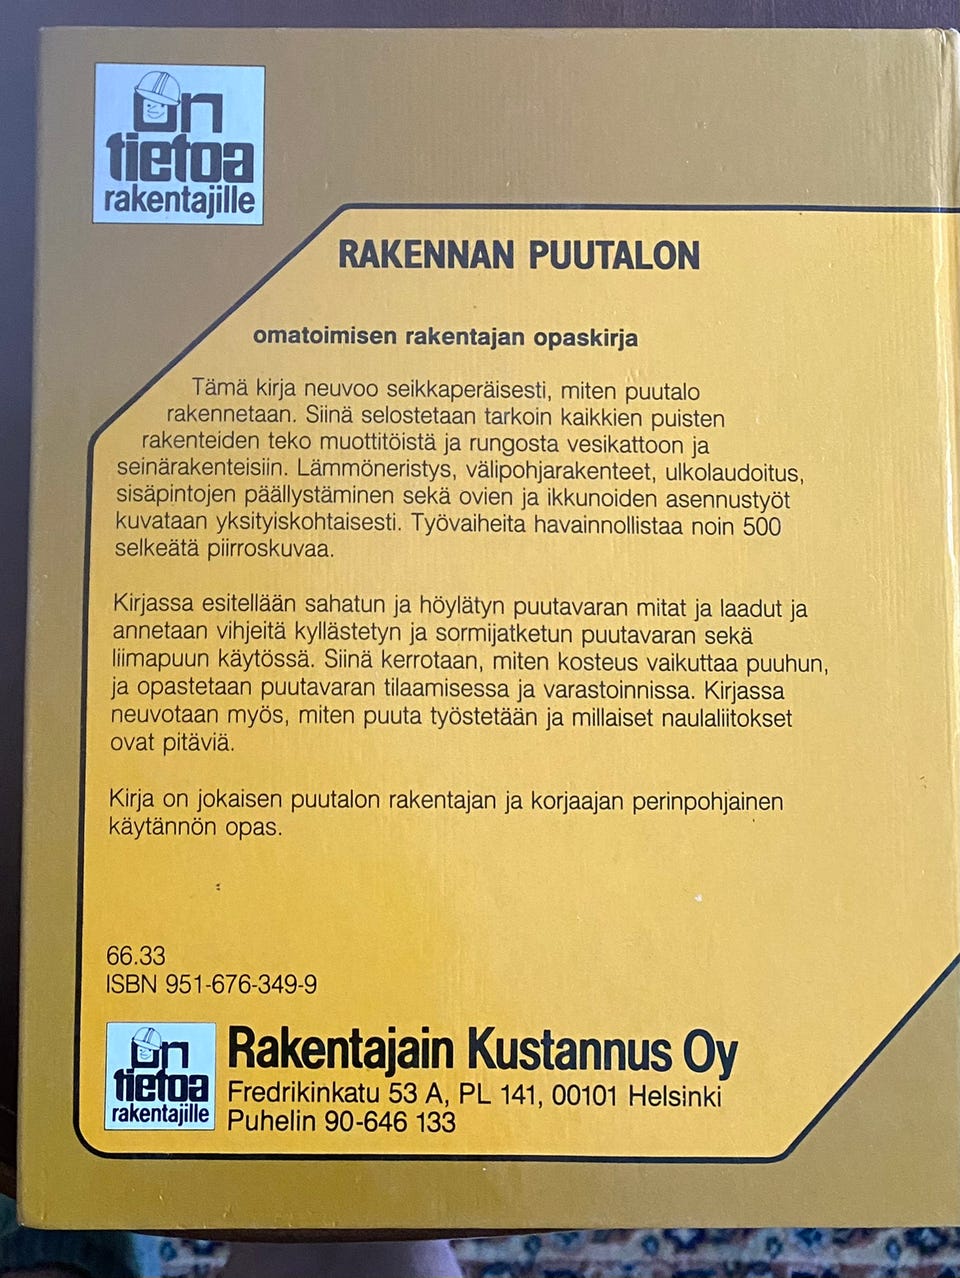 on
tietoa
rakentajille
RAKENNAN PUUTALON
omatoimisen rakentajan opaskirja
Tämä kirja neuvoo seikkaperäisesti, miten puutalo
rakennetaan. Siinä selostetaan tarkoin kaikkien puisten
rakenteiden teko muottitöistä ja rungosta vesikattoon ja
seinärakenteisiin. Lämmöneristys, välipohjarakenteet, ulkolaudoitus,
sisäpintojen päällystäminen sekä ovien ja ikkunoiden asennustyöt
kuvataan yksityiskohtaisesti. Työvaiheita havainnollistaa noin 500
selkeätä piirroskuvaa.
Kirjassa esitellään sahatun ja höylätyn puutavaran mitat ja laadut ja
annetaan vihjeitä kyllästetyn ja sormijatketun puutavaran sekä
liimapuun käytössä. Siinä kerrotaan, miten kosteus vaikuttaa puuhun,
ja opastetaan puutavaran tilaamisessa ja varastoinnissa. Kirjassa
neuvotaan myös, miten puuta työstetään ja millaiset naulaliitokset
ovat pitäviä.
Kirja on jokaisen puutalon rakentajan ja korjaajan perinpohjainen
käytännön opas.
66.33
ISBN 951-676-349-9
on
tietoa
rakentajille
Rakentajain Kustannus Oy
Fredrikinkatu 53 A, PL 141, 00101 Helsinki
Puhelin 90-646 133